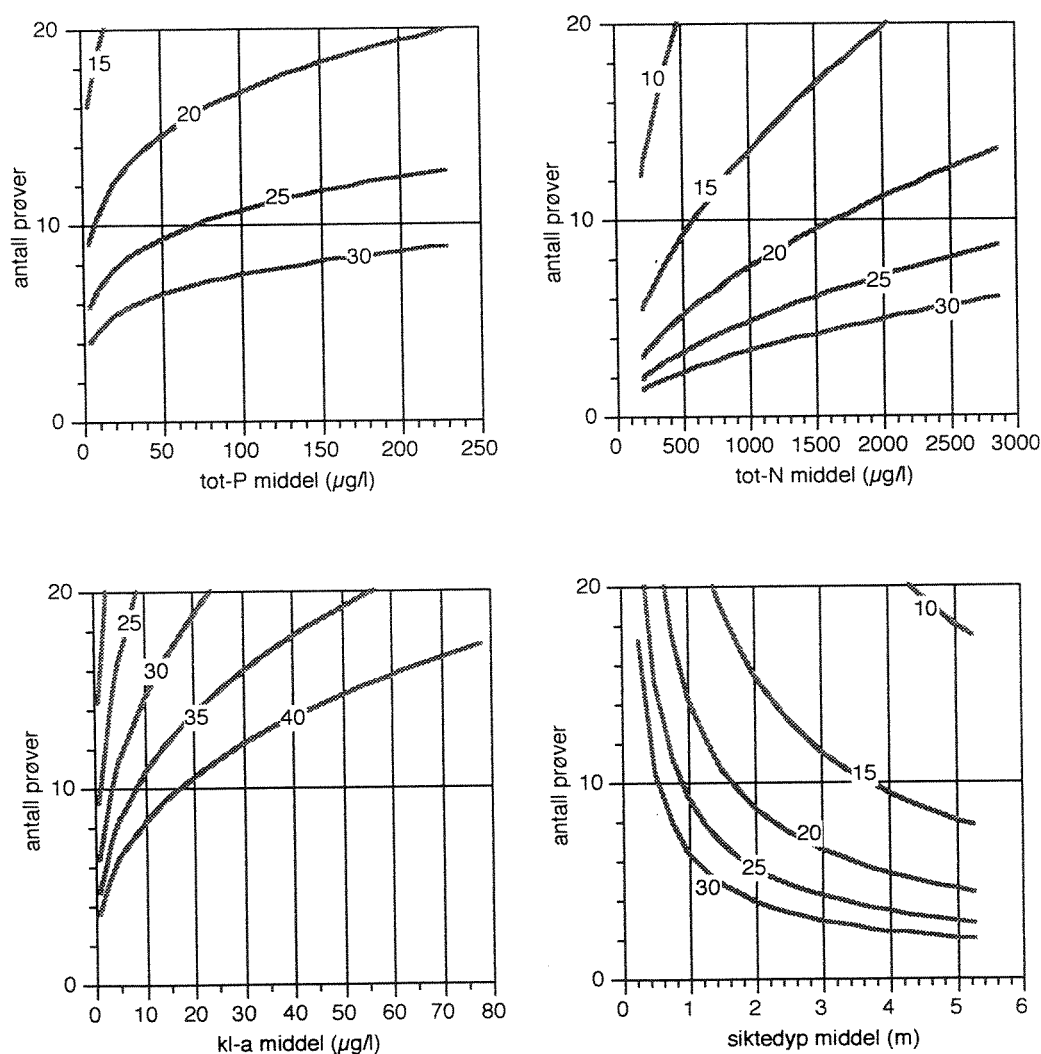 20
15
20
25
30
10
0
antall prøver
0 50 100 150 200 250
tot-P middel (µg/l)
20
10
15
20
25
30
10
0
antall prøver
0 500 1000 1500 2000 2500 3000
tot-N middel (µg/l)
20
25
30
35
40
10
0
antall prøver
0 10 20 30 40 50 60 70 80
kl-a middel (µg/l)
20
10
15
20
25
30
10
0
antall prøver
0 1 2 3 4 5 6
siktedyp middel (m)